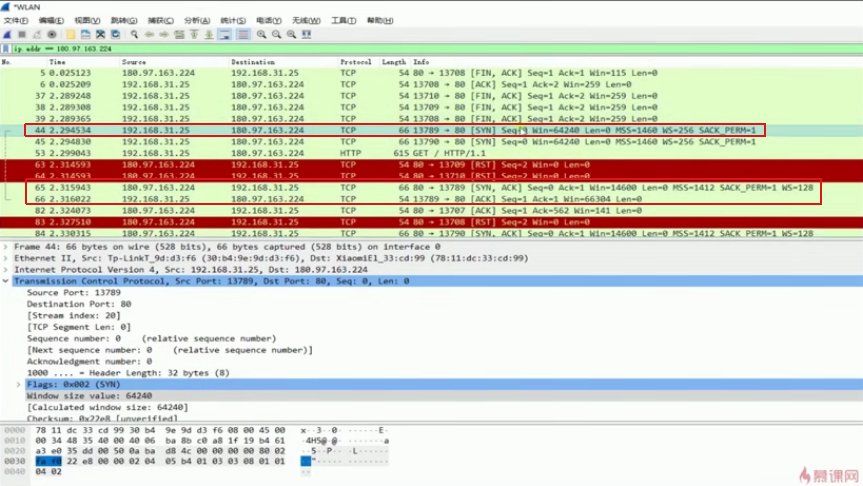 *WLAN
文件(F) 编辑(E) 视图(V) 跳转(G) 捕获(C) 分析(A) 统计(S) 电话(Y) 无线(W) 工具(T) 帮助(H)
ip.addr == 180.97.163.224
No. Time Source Destination Protocol Length Info
5 0.025123 180.97.163.224 192.168.31.25 TCP 54 80 → 13708 [FIN, ACK] Seq=1 Ack=1 Win=115 Len=0
6 0.025209 192.168.31.25 180.97.163.224 TCP 54 13708 → 80 [ACK] Seq=1 Ack=2 Win=259 Len=0
37 2.289248 192.168.31.25 180.97.163.224 TCP 54 13710 → 80 [FIN, ACK] Seq=1 Ack=2 Win=259 Len=0
38 2.289308 192.168.31.25 180.97.163.224 TCP 54 13709 → 80 [FIN, ACK] Seq=1 Ack=2 Win=259 Len=0
39 2.289365 192.168.31.25 180.97.163.224 TCP 54 13708 → 80 [FIN, ACK] Seq=1 Ack=2 Win=259 Len=0
44 2.294534 192.168.31.25 180.97.163.224 TCP 66 13789 → 80 [SYN] Seq=0 Win=64240 Len=0 MSS=1460 WS=256 SACK_PERM=1
45 2.294830 192.168.31.25 180.97.163.224 TCP 66 13790 → 80 [SYN] Seq=0 Win=64240 Len=0 MSS=1460 WS=256 SACK_PERM=1
53 2.299043 192.168.31.25 180.97.163.224 HTTP 615 GET / HTTP/1.1
63 2.314593 180.97.163.224 192.168.31.25 TCP 54 80 → 13709 [RST] Seq=2 Win=0 Len=0
64 2.314593 180.97.163.224 192.168.31.25 TCP 54 80 → 13710 [RST] Seq=2 Win=0 Len=0
65 2.315943 180.97.163.224 192.168.31.25 TCP 66 80 → 13789 [SYN, ACK] Seq=0 Ack=1 Win=14600 Len=0 MSS=1412 SACK_PERM=1 WS=128
66 2.316022 192.168.31.25 180.97.163.224 TCP 54 13789 → 80 [ACK] Seq=1 Ack=1 Win=66304 Len=0
82 2.324073 180.97.163.224 192.168.31.25 TCP 54 80 → 13707 [ACK] Seq=1 Ack=562 Win=141 Len=0
83 2.327510 180.97.163.224 192.168.31.25 TCP 54 80 → 13708 [RST] Seq=2 Win=0 Len=0
84 2.330315 180.97.163.224 192.168.31.25 TCP 66 80 → 13790 [SYN, ACK] Seq=0 Ack=1 Win=14600 Len=0 MSS=1412 SACK_PERM=1 WS=128
Frame 44: 66 bytes on wire (528 bits), 66 bytes captured (528 bits) on interface 0
Ethernet II, Src: Tp-LinkT_9d:d3:f6 (30:b4:9e:9d:d3:f6), Dst: XiaomiEl_33:cd:99 (78:11:dc:33:cd:99)
Internet Protocol Version 4, Src: 192.168.31.25, Dst: 180.97.163.224
Transmission Control Protocol, Src Port: 13789, Dst Port: 80, Seq: 0, Len: 0
Source Port: 13789
Destination Port: 80
[Stream index: 20]
[TCP Segment Len: 0]
Sequence number: 0 (relative sequence number)
[Next sequence number: 0 (relative sequence number)]
Acknowledgment number: 0
1000 .... = Header Length: 32 bytes (8)
Flags: 0x002 (SYN)
Window size value: 64240
[Calculated window size: 64240]
Checksum: 0x22e8 [unverified]
0000 78 11 dc 33 cd 99 30 b4 9e 9d d3 f6 08 00 45 00 x··3··0· ······E·
0010 00 34 48 35 40 00 40 06 ba 8b c0 a8 1f 19 b4 61 ·4H5@·@· ·······a
0020 a3 e0 35 dd 00 50 0a ba d8 4c 00 00 00 00 80 02 ··5··P·· ·L······
0030 fa f0 22 e8 00 00 02 04 05 b4 01 03 03 08 01 01 ··"····· ········
0040 04 02
慕课网